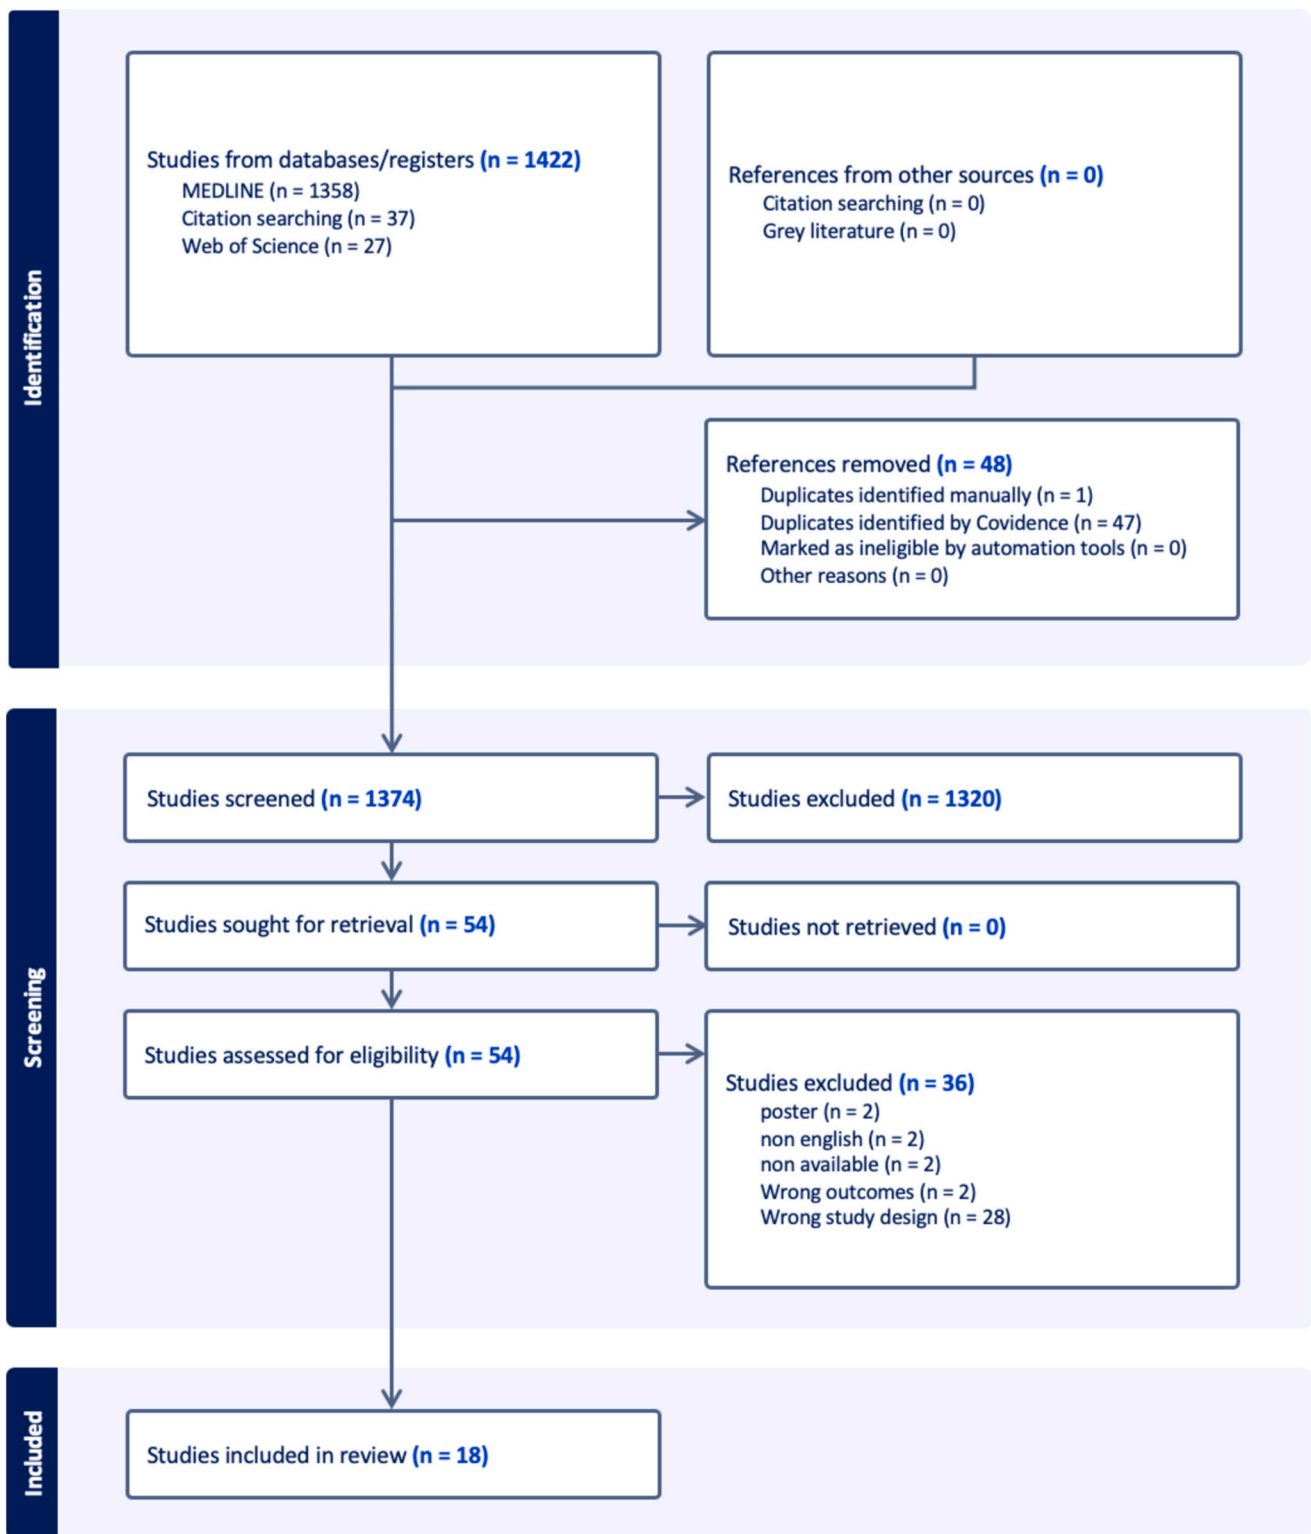 Identification
Studies from databases/registers (n = 1422)
MEDLINE (n = 1358)
Citation searching (n = 37)
Web of Science (n = 27)
References from other sources (n = 0)
Citation searching (n = 0)
Grey literature (n = 0)
References removed (n = 48)
Duplicates identified manually (n = 1)
Duplicates identified by Covidence (n = 47)
Marked as ineligible by automation tools (n = 0)
Other reasons (n = 0)
Screening
Studies screened (n = 1374)
Studies excluded (n = 1320)
Studies sought for retrieval (n = 54)
Studies not retrieved (n = 0)
Studies assessed for eligibility (n = 54)
Studies excluded (n = 36)
poster (n = 2)
non english (n = 2)
non available (n = 2)
Wrong outcomes (n = 2)
Wrong study design (n = 28)
Included
Studies included in review (n = 18)